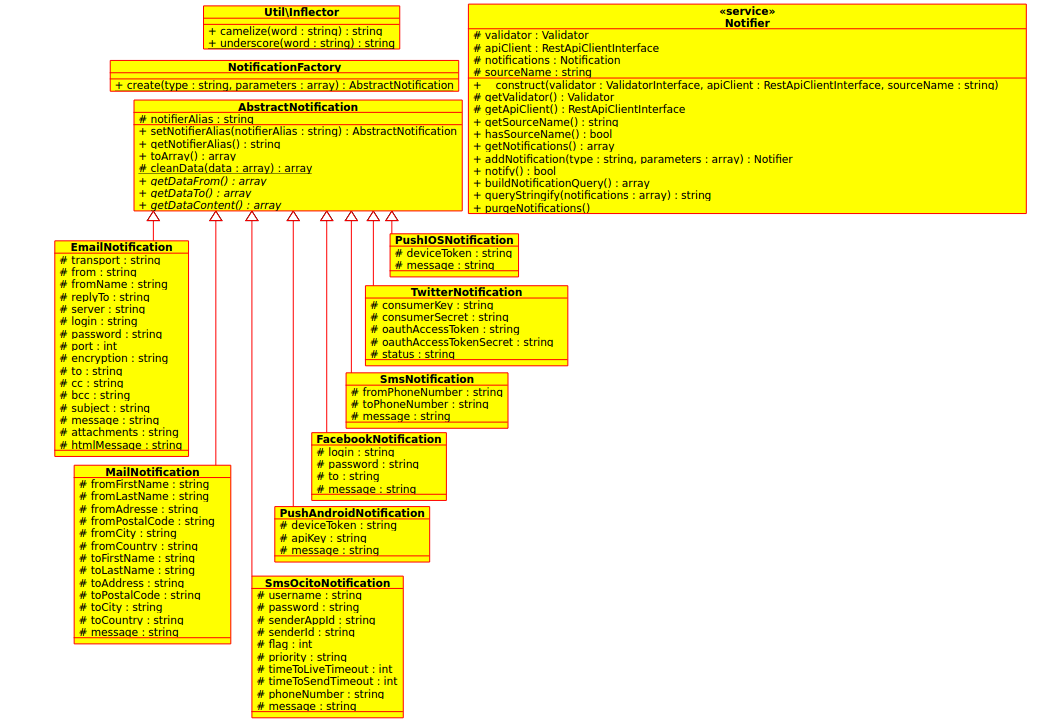 Util\Inflector
+ camelize(word : string) : string
+ underscore(word : string) : string
«service»
Notifier
# validator : Validator
# apiClient : RestApiClientInterface
# notifications : Notification
# sourceName : string
+ construct(validator : ValidatorInterface, apiClient : RestApiClientInterface, sourceName : string)
# getValidator() : Validator
# getApiClient() : RestApiClientInterface
+ getSourceName() : string
+ hasSourceName() : bool
+ getNotifications() : array
+ addNotification(type : string, parameters : array) : Notifier
+ notify() : bool
+ buildNotificationQuery() : array
+ queryStringify(notifications : array) : string
+ purgeNotifications()
NotificationFactory
+ create(type : string, parameters : array) : AbstractNotification
AbstractNotification
# notifierAlias : string
+ setNotifierAlias(notifierAlias : string) : AbstractNotification
+ getNotifierAlias() : string
+ toArray() : array
# cleanData(data : array) : array
+ getDataFrom() : array
+ getDataTo() : array
+ getDataContent() : array
PushIOSNotification
# deviceToken : string
# message : string
EmailNotification
# transport : string
# from : string
# fromName : string
# replyTo : string
# server : string
# login : string
# password : string
# port : int
# encryption : string
# to : string
# cc : string
# bcc : string
# subject : string
# message : string
# attachments : string
# htmlMessage : string
TwitterNotification
# consumerKey : string
# consumerSecret : string
# oauthAccessToken : string
# oauthAccessTokenSecret : string
# status : string
SmsNotification
# fromPhoneNumber : string
# toPhoneNumber : string
# message : string
FacebookNotification
# login : string
# password : string
# to : string
# message : string
MailNotification
# fromFirstName : string
# fromLastName : string
# fromAdresse : string
# fromPostalCode : string
# fromCity : string
# fromCountry : string
# toFirstName : string
# toLastName : string
# toAddress : string
# toPostalCode : string
# toCity : string
# toCountry : string
# message : string
PushAndroidNotification
# deviceToken : string
# apiKey : string
# message : string
SmsOcitoNotification
# username : string
# password : string
# senderAppId : string
# senderId : string
# flag : int
# priority : string
# timeToLiveTimeout : int
# timeToSendTimeout : int
# phoneNumber : string
# message : string